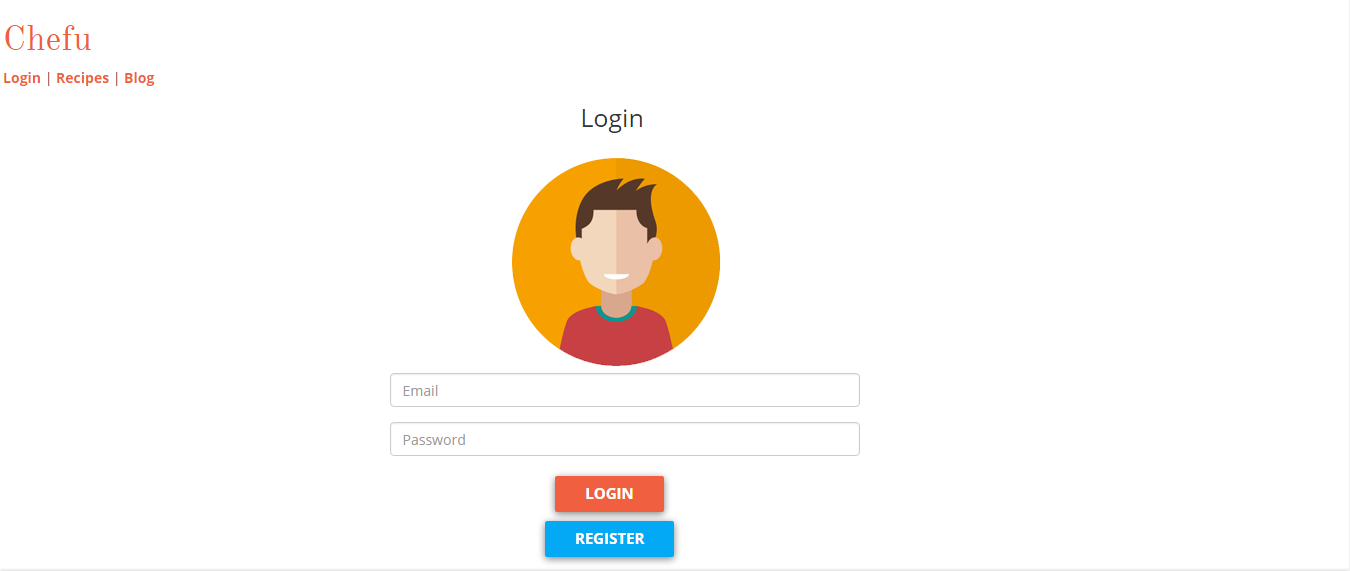 Chefu
Login | Recipes | Blog
Login
Email
Password
LOGIN
REGISTER